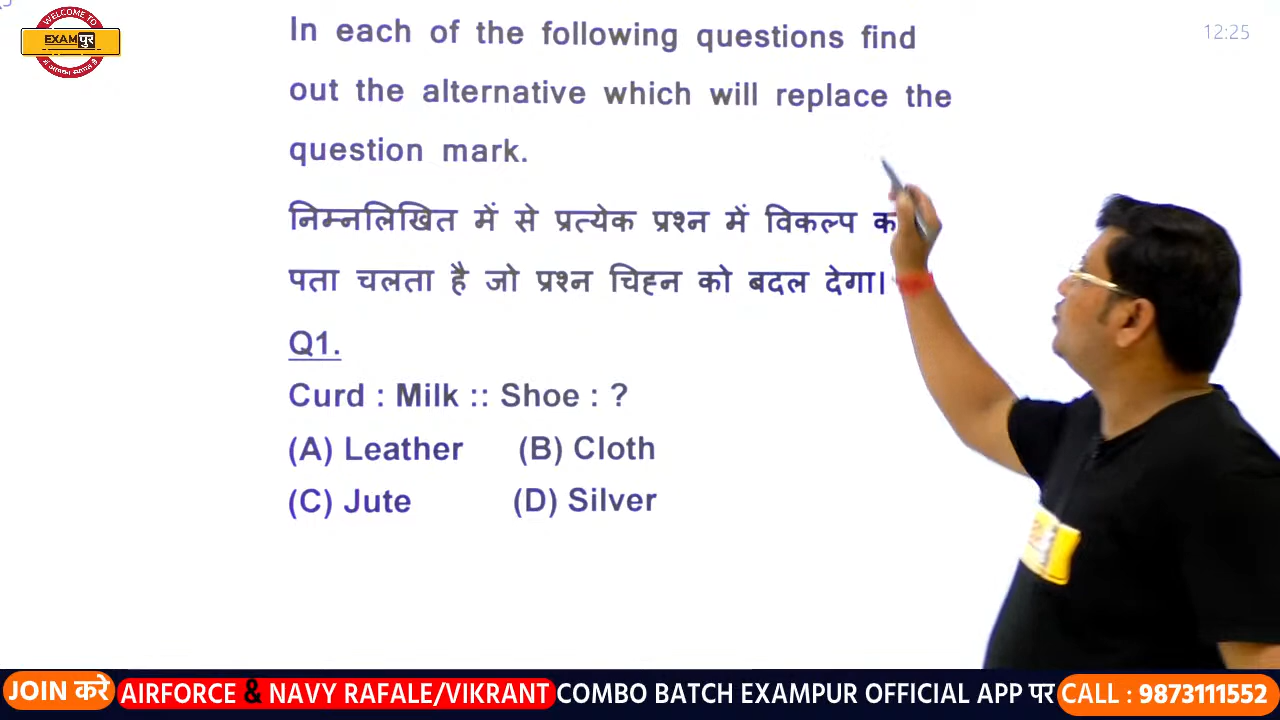 WELCOME TO
EXAMपुर
12:25
In each of the following questions find
out the alternative which will replace the
question mark.
निम्नलिखित में से प्रत्येक प्रश्न में विकल्प क
पता चलता है जो प्रश्न चिह्न को बदल देगा।
Q1.
Curd : Milk :: Shoe : ?
(A) Leather (B) Cloth
(C) Jute (D) Silver
JOIN करे AIRFORCE & NAVY RAFALE/VIKRANT COMBO BATCH EXAMPUR OFFICIAL APP पर CALL : 9873111552